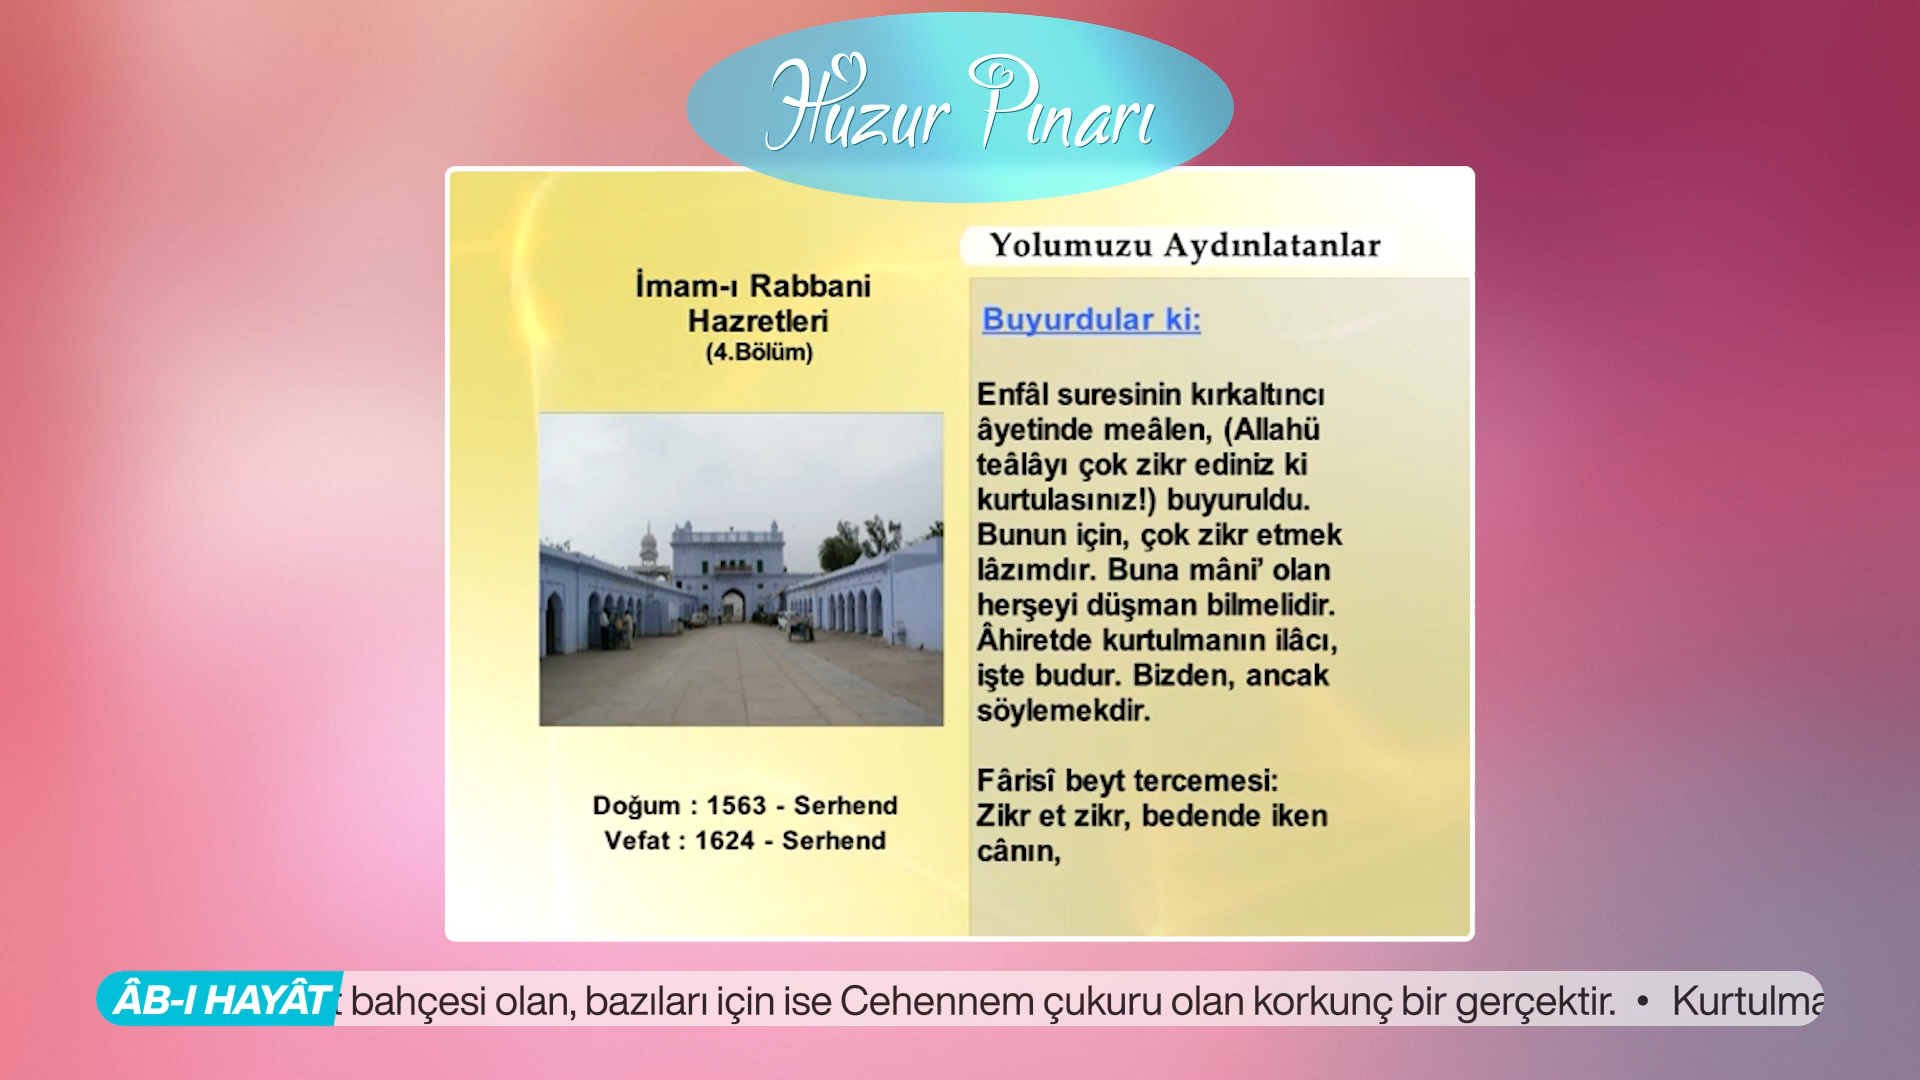 Huzur Pınarı
Yolumuzu Aydınlatanlar
İmam-ı Rabbani
Hazretleri
(4.Bölüm)
Doğum : 1563 - Serhend
Vefat : 1624 - Serhend
Buyurdular ki:
Enfâl suresinin kırkaltıncı
âyetinde meâlen, (Allahü
teâlâyı çok zikr ediniz ki
kurtulasınız!) buyuruldu.
Bunun için, çok zikr etmek
lâzımdır. Buna mâni’ olan
herşeyi düşman bilmelidir.
Âhiretde kurtulmanın ilâcı,
işte budur. Bizden, ancak
söylemekdir.
Fârisî beyt tercemesi:
Zikr et zikr, bedende iken
cânın,
ÂB-I HAYÂT bahçesi olan, bazıları için ise Cehennem çukuru olan korkunç bir gerçektir. •